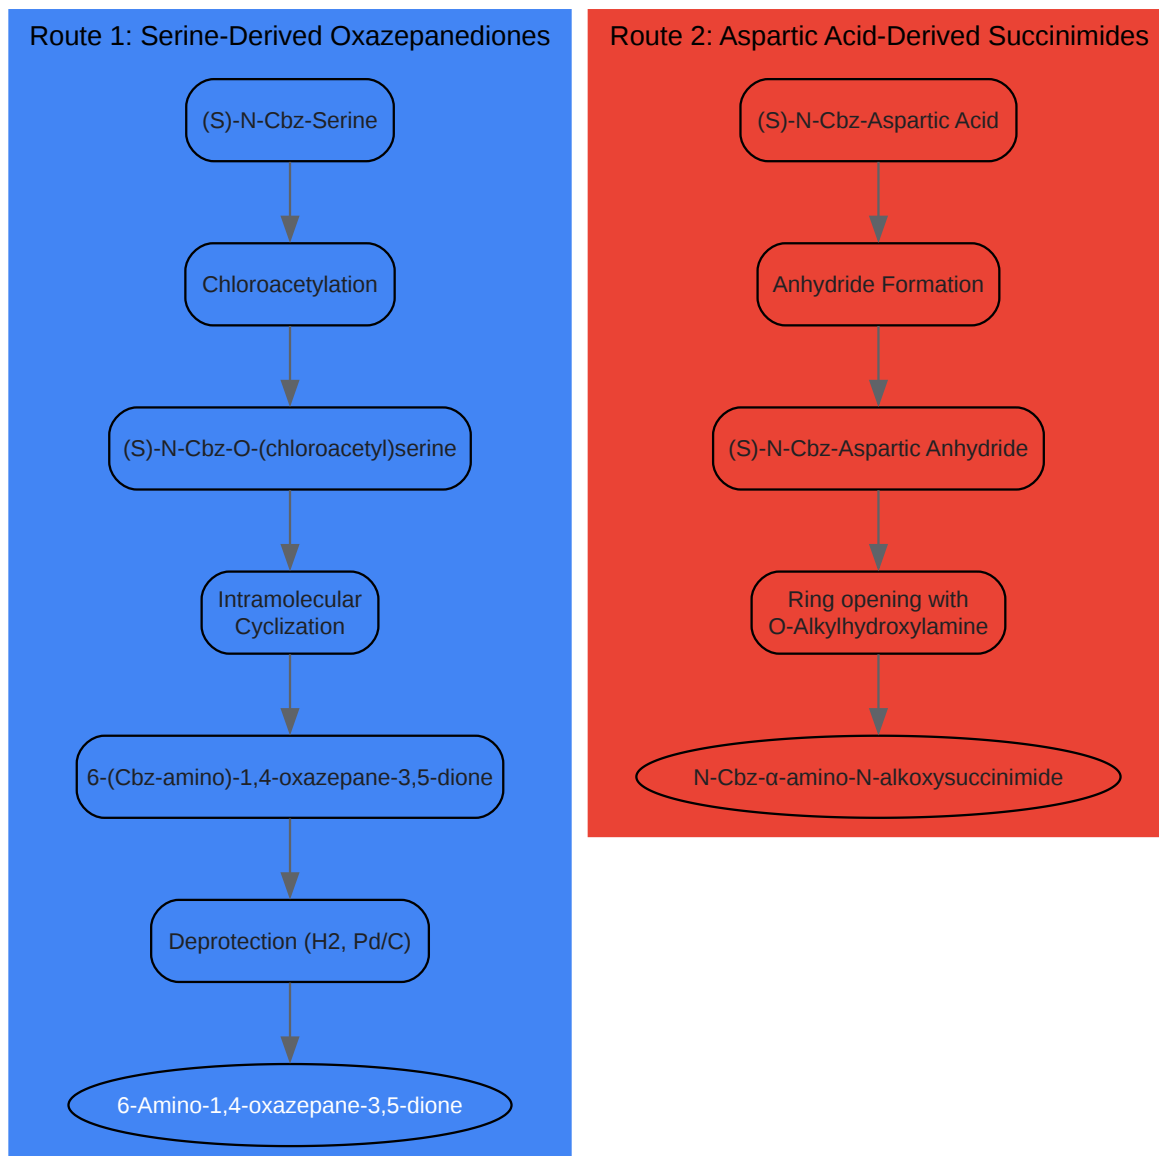 Route 1: Serine-Derived Oxazepanediones
(S)-N-Cbz-Serine
Chloroacetylation
(S)-N-Cbz-O-(chloroacetyl)serine
Intramolecular
Cyclization
6-(Cbz-amino)-1,4-oxazepane-3,5-dione
Deprotection (H2, Pd/C)
6-Amino-1,4-oxazepane-3,5-dione
Route 2: Aspartic Acid-Derived Succinimides
(S)-N-Cbz-Aspartic Acid
Anhydride Formation
(S)-N-Cbz-Aspartic Anhydride
Ring opening with
O-Alkylhydroxylamine
N-Cbz-α-amino-N-alkoxysuccinimide